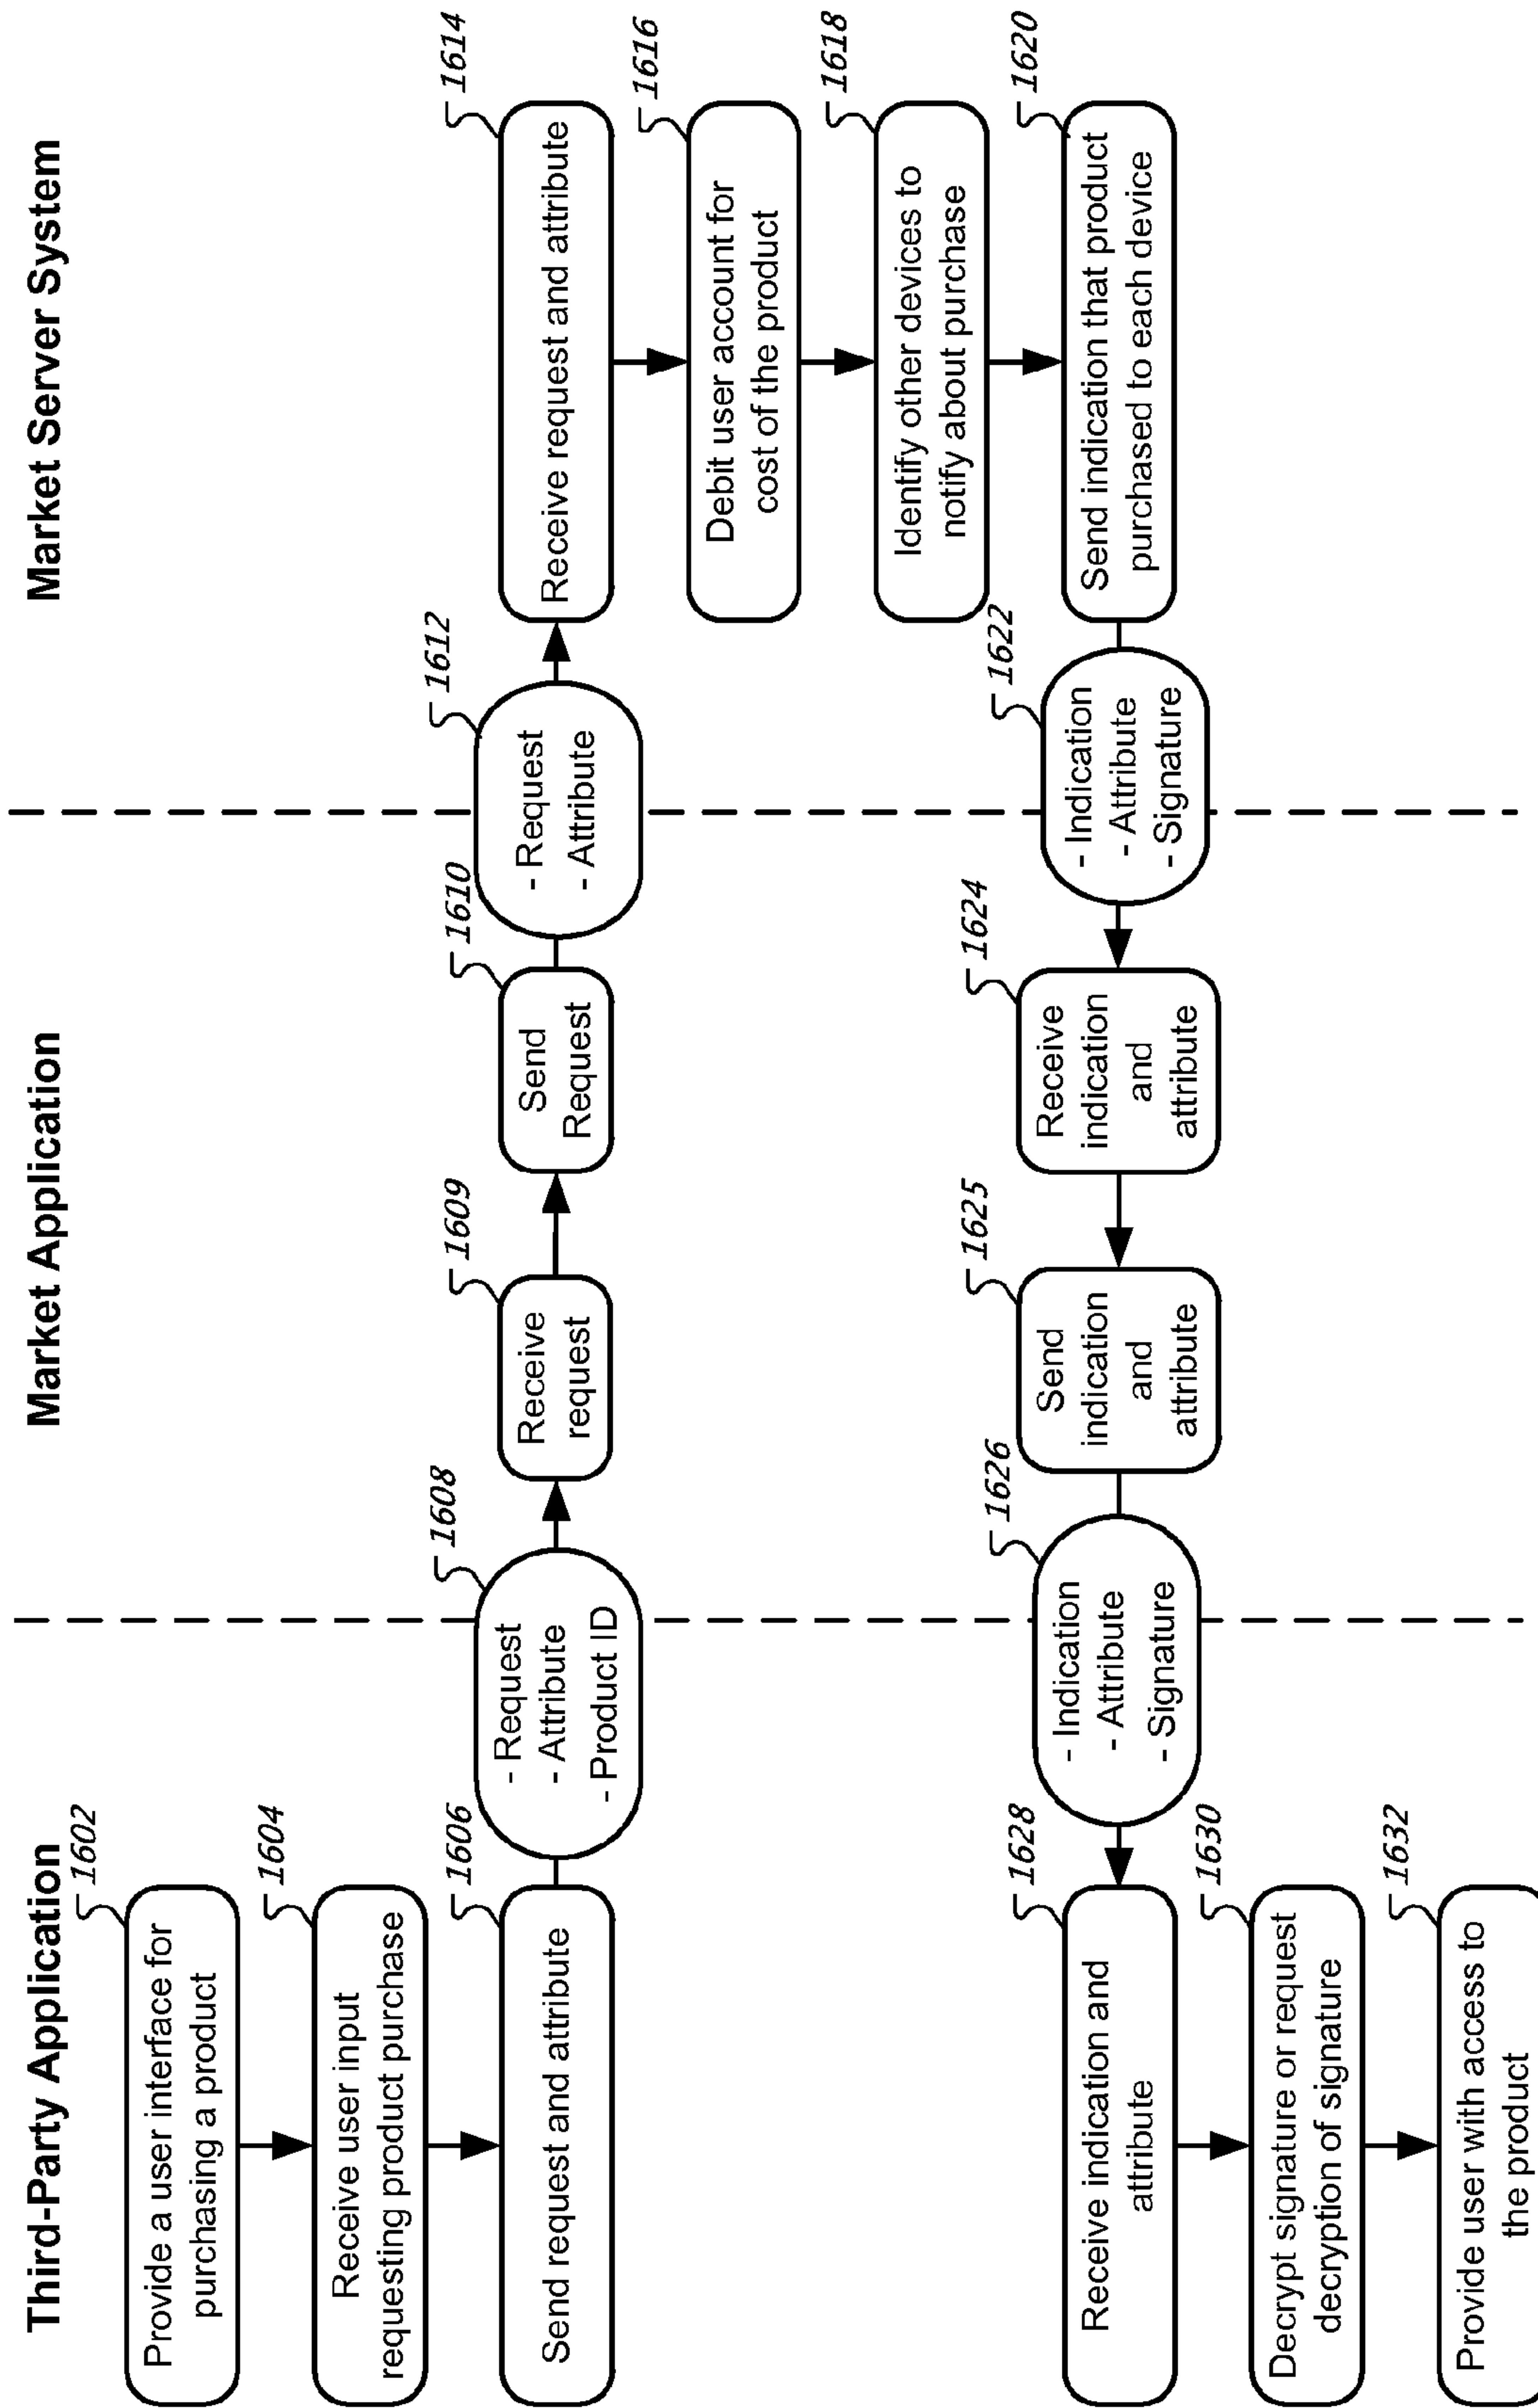 Third-Party Application
Market Application
Market Server System
1602
Provide a user interface for
purchasing a product
1604
Receive user input
requesting product purchase
1606
Send request and attribute
1608
- Request
- Attribute
- Product ID
1609
Receive
request
1610
Send
Request
1612
- Request
- Attribute
1614
Receive request and attribute
1616
Debit user account for
cost of the product
1618
Identify other devices to
notify about purchase
1620
Send indication that product
purchased to each device
1622
- Indication
- Attribute
- Signature
1624
Receive
indication
and
attribute
1625
Send
indication
and
attribute
1626
- Indication
- Attribute
- Signature
1628
Receive indication and
attribute
1630
Decrypt signature or request
decryption of signature
1632
Provide user with access to
the product